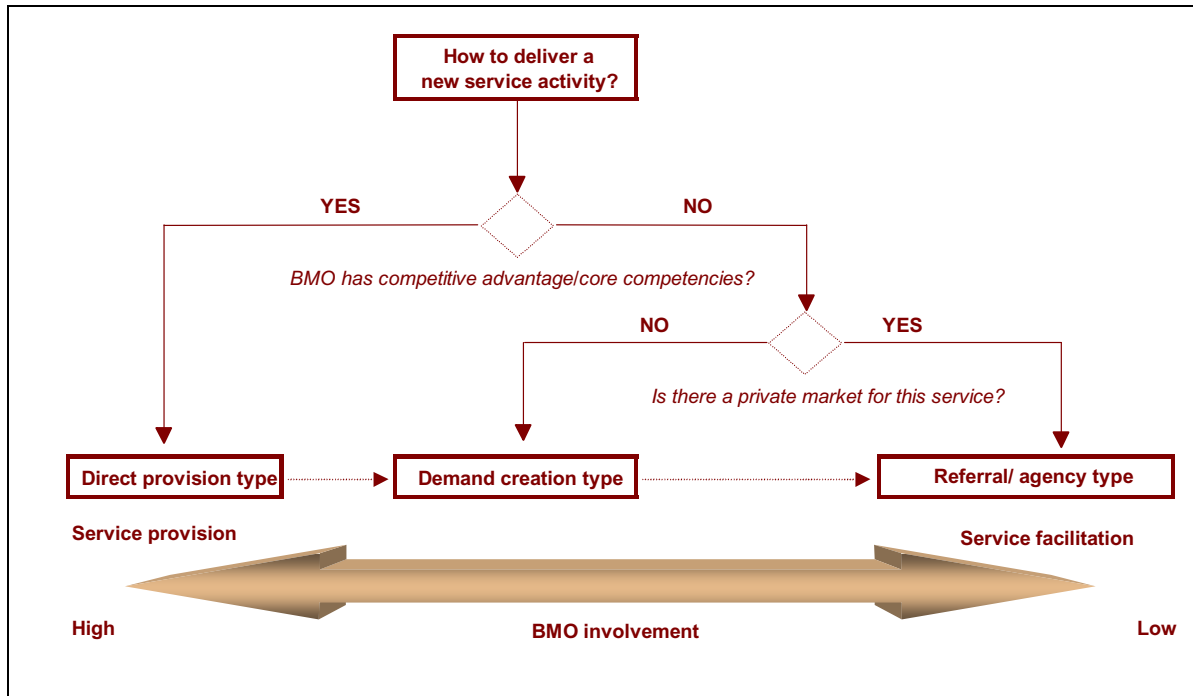 How to deliver a
new service activity?
YES
NO
BMO has competitive advantage/core competencies?
NO
YES
Is there a private market for this service?
Direct provision type
Demand creation type
Referral/ agency type
Service provision
Service facilitation
High
BMO involvement
Low